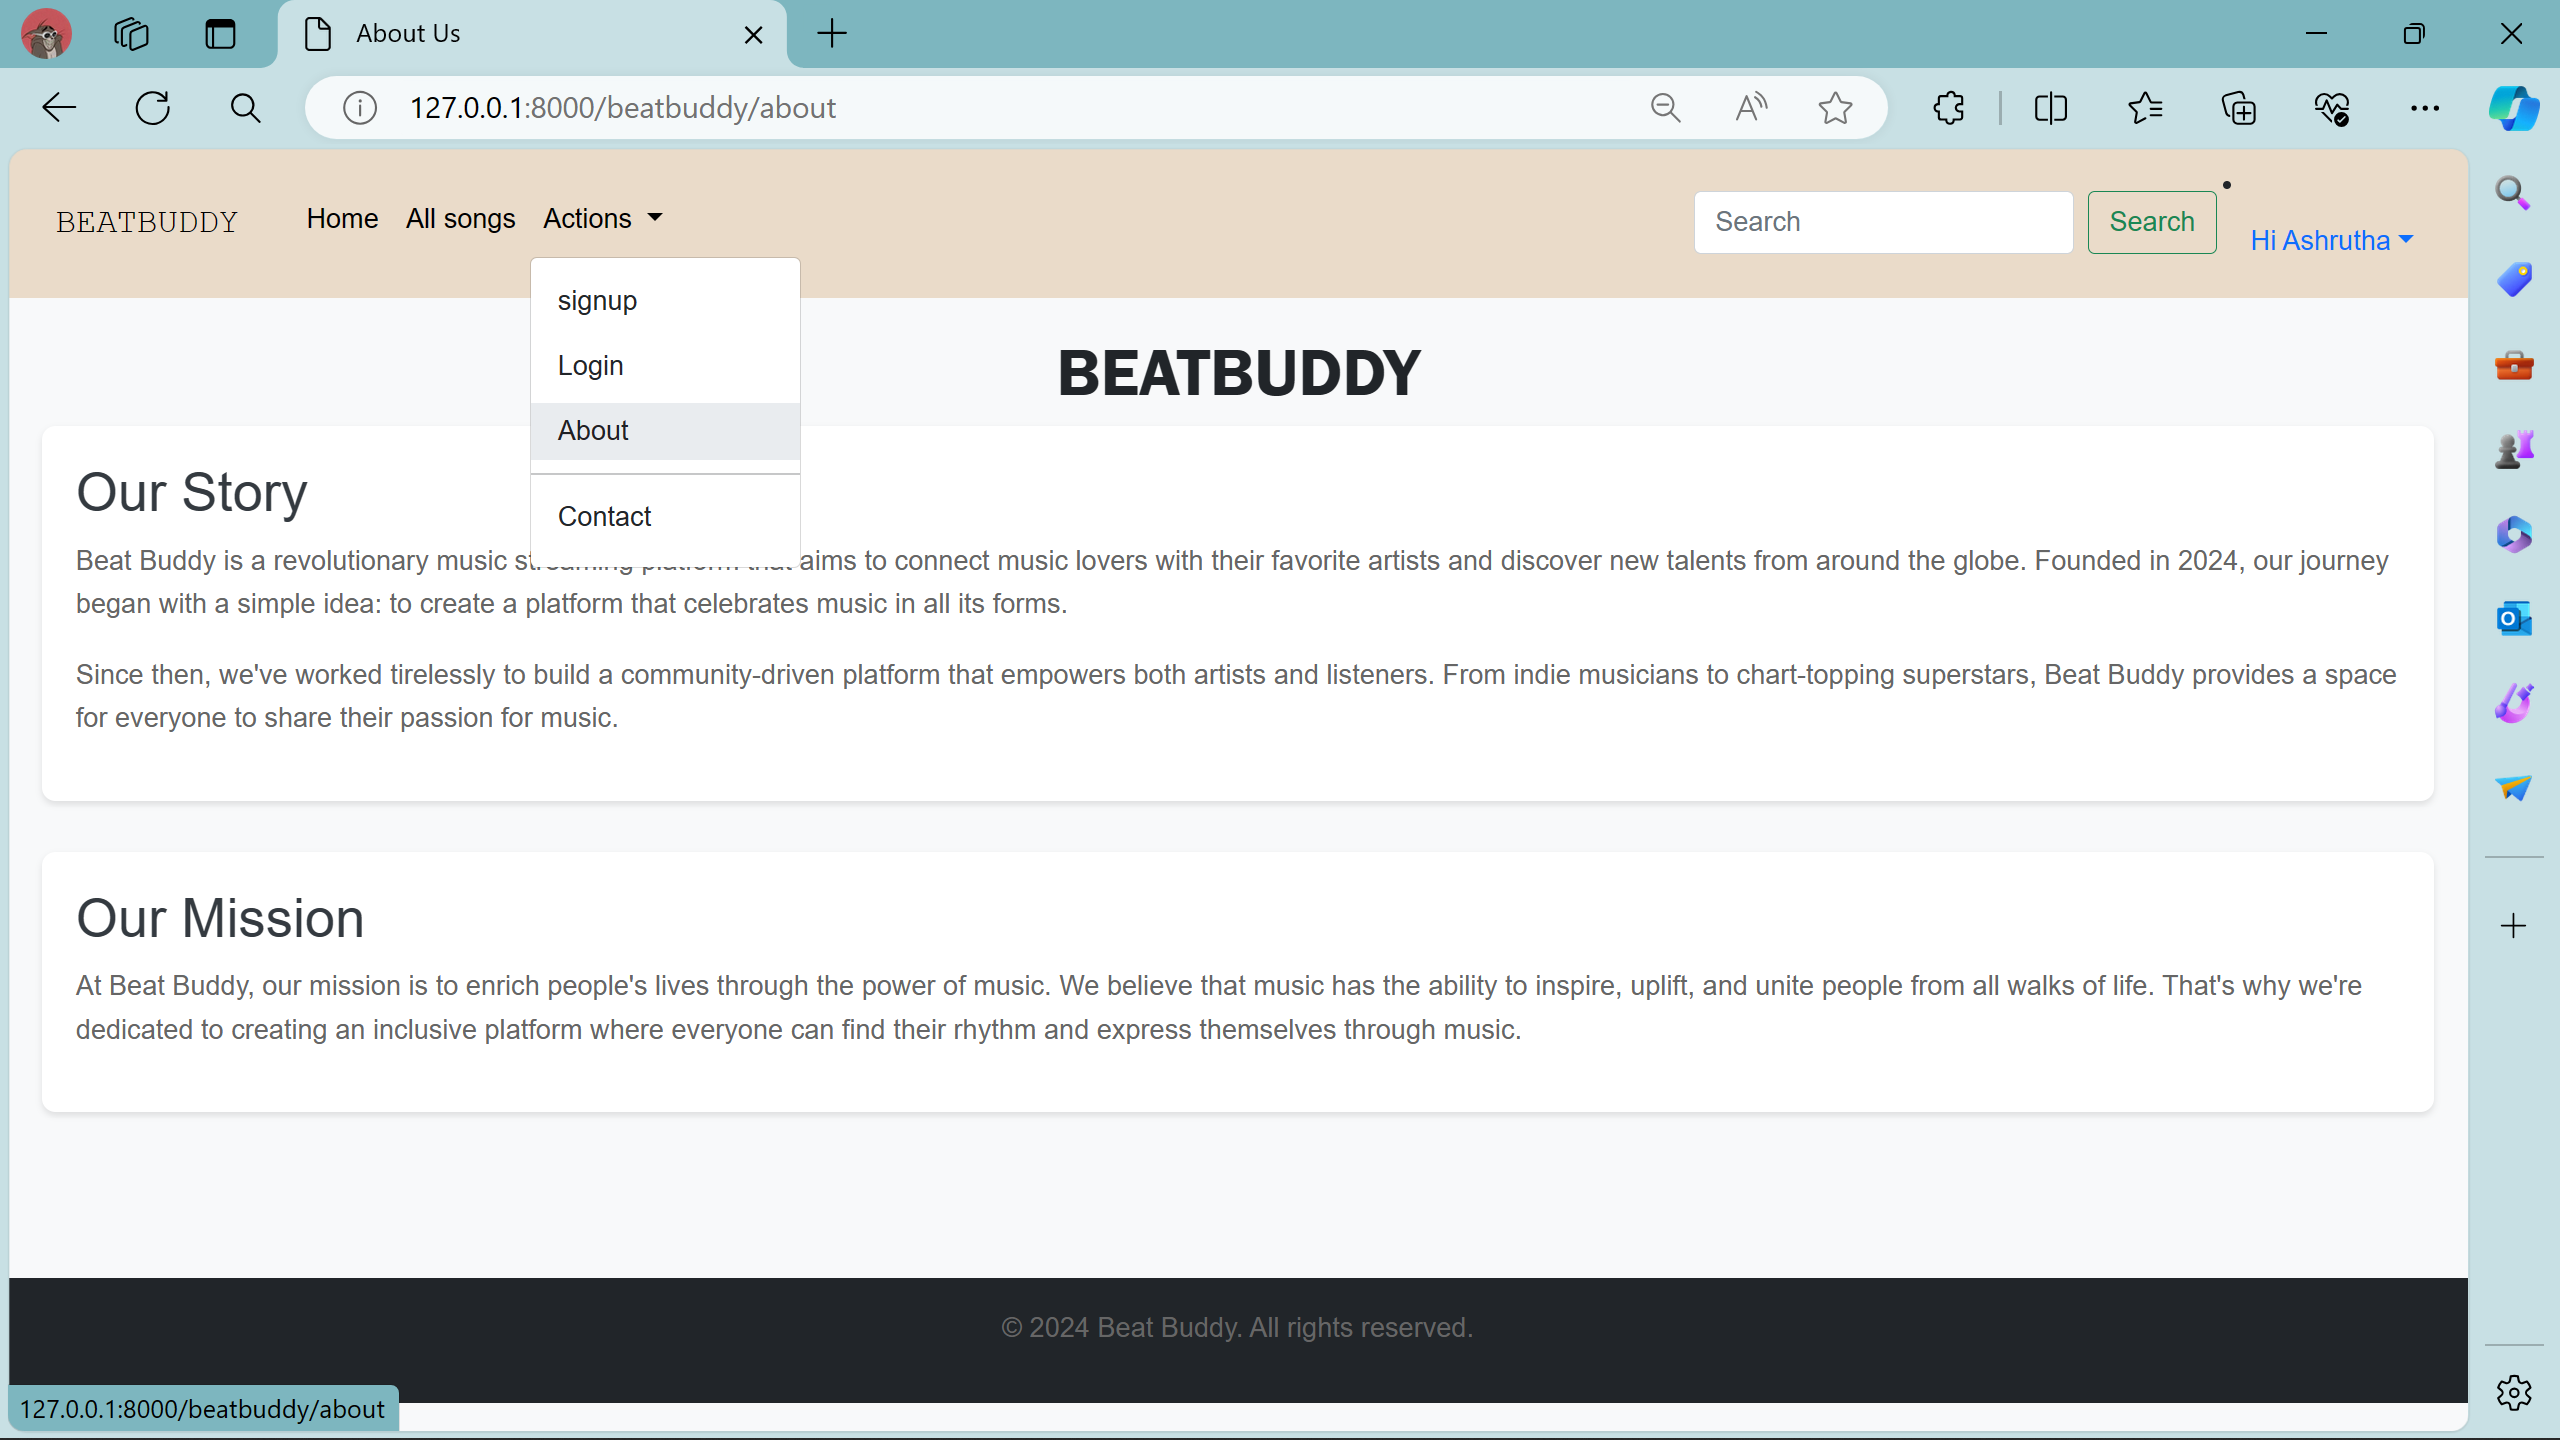 About Us
127.0.0.1:8000/beatbuddy/about
BEATBUDDY Home All songs Actions Search Search Hi Ashrutha
signup
Login
About
Contact
BEATBUDDY
Our Story
Beat Buddy is a revolutionary music streaming platform that aims to connect music lovers with their favorite artists and discover new talents from around the globe. Founded in 2024, our journey
began with a simple idea: to create a platform that celebrates music in all its forms.
Since then, we've worked tirelessly to build a community-driven platform that empowers both artists and listeners. From indie musicians to chart-topping superstars, Beat Buddy provides a space
for everyone to share their passion for music.
Our Mission
At Beat Buddy, our mission is to enrich people's lives through the power of music. We believe that music has the ability to inspire, uplift, and unite people from all walks of life. That's why we're
dedicated to creating an inclusive platform where everyone can find their rhythm and express themselves through music.
© 2024 Beat Buddy. All rights reserved.
127.0.0.1:8000/beatbuddy/about